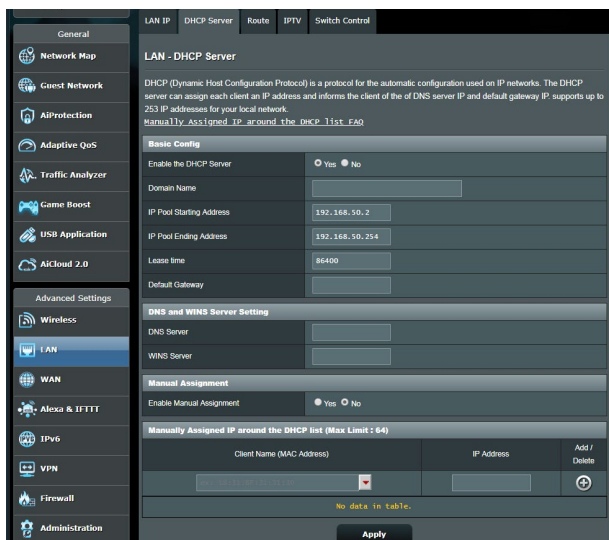 General
Network Map
Guest Network
AiProtection
Adaptive QoS
Traffic Analyzer
Game Boost
USB Application
AiCloud 2.0
Advanced Settings
Wireless
LAN
WAN
Alexa & IFTTT
IPv6
VPN
Firewall
Administration
LAN IP DHCP Server Route IPTV Switch Control
LAN - DHCP Server
DHCP (Dynamic Host Configuration Protocol) is a protocol for the automatic configuration used on IP networks. The DHCP
server can assign each client an IP address and informs the client of the of DNS server IP and default gateway IP. supports up to
253 IP addresses for your local network.
Manually Assigned IP around the DHCP list FAQ
Basic Config
Enable the DHCP Server Yes No
Domain Name
IP Pool Starting Address 192.168.50.2
IP Pool Ending Address 192.168.50.254
Lease time 86400
Default Gateway
DNS and WINS Server Setting
DNS Server
WINS Server
Manual Assignment
Enable Manual Assignment Yes No
Manually Assigned IP around the DHCP list (Max Limit : 64)
Client Name (MAC Address) IP Address Add / Delete
No data in table.
Apply